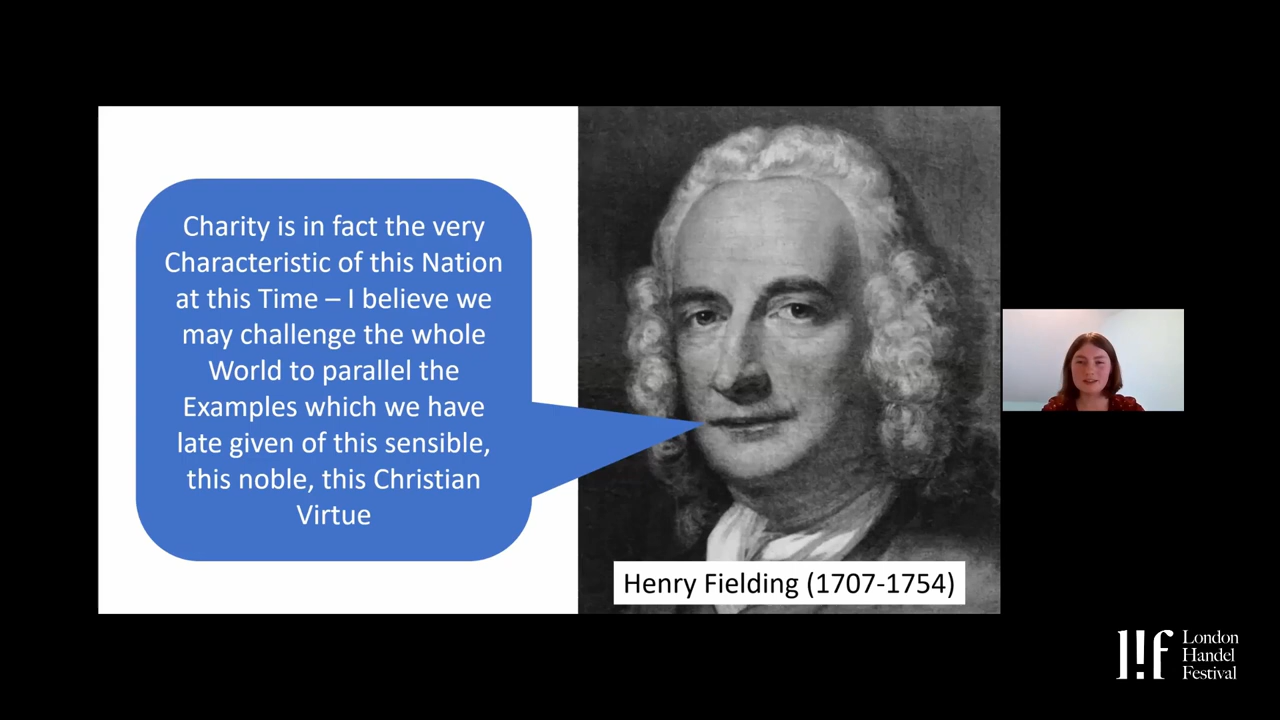 Charity is in fact the very
Characteristic of this Nation
at this Time – I believe we
may challenge the whole
World to parallel the
Examples which we have
late given of this sensible,
this noble, this Christian
Virtue
Henry Fielding (1707-1754)
l!f
London
Handel
Festival